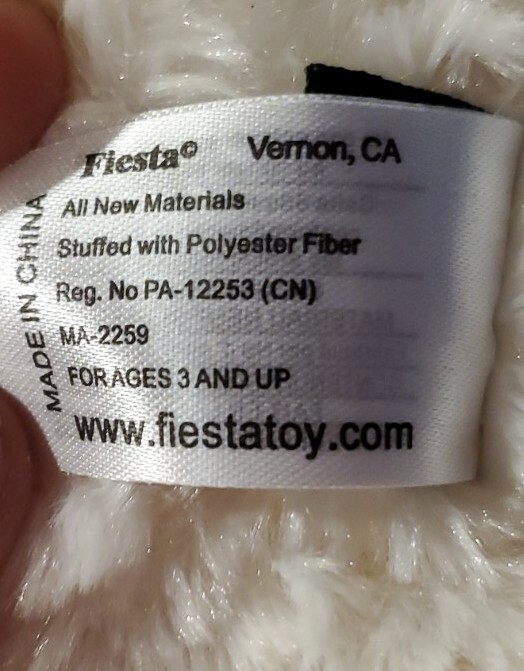 Fiesta© Vernon, CA
All New Materials
Stuffed with Polyester Fiber
Reg. No PA-12253 (CN)
MA-2259
FOR AGES 3 AND UP
www.fiestatoy.com
MADE IN CHINA